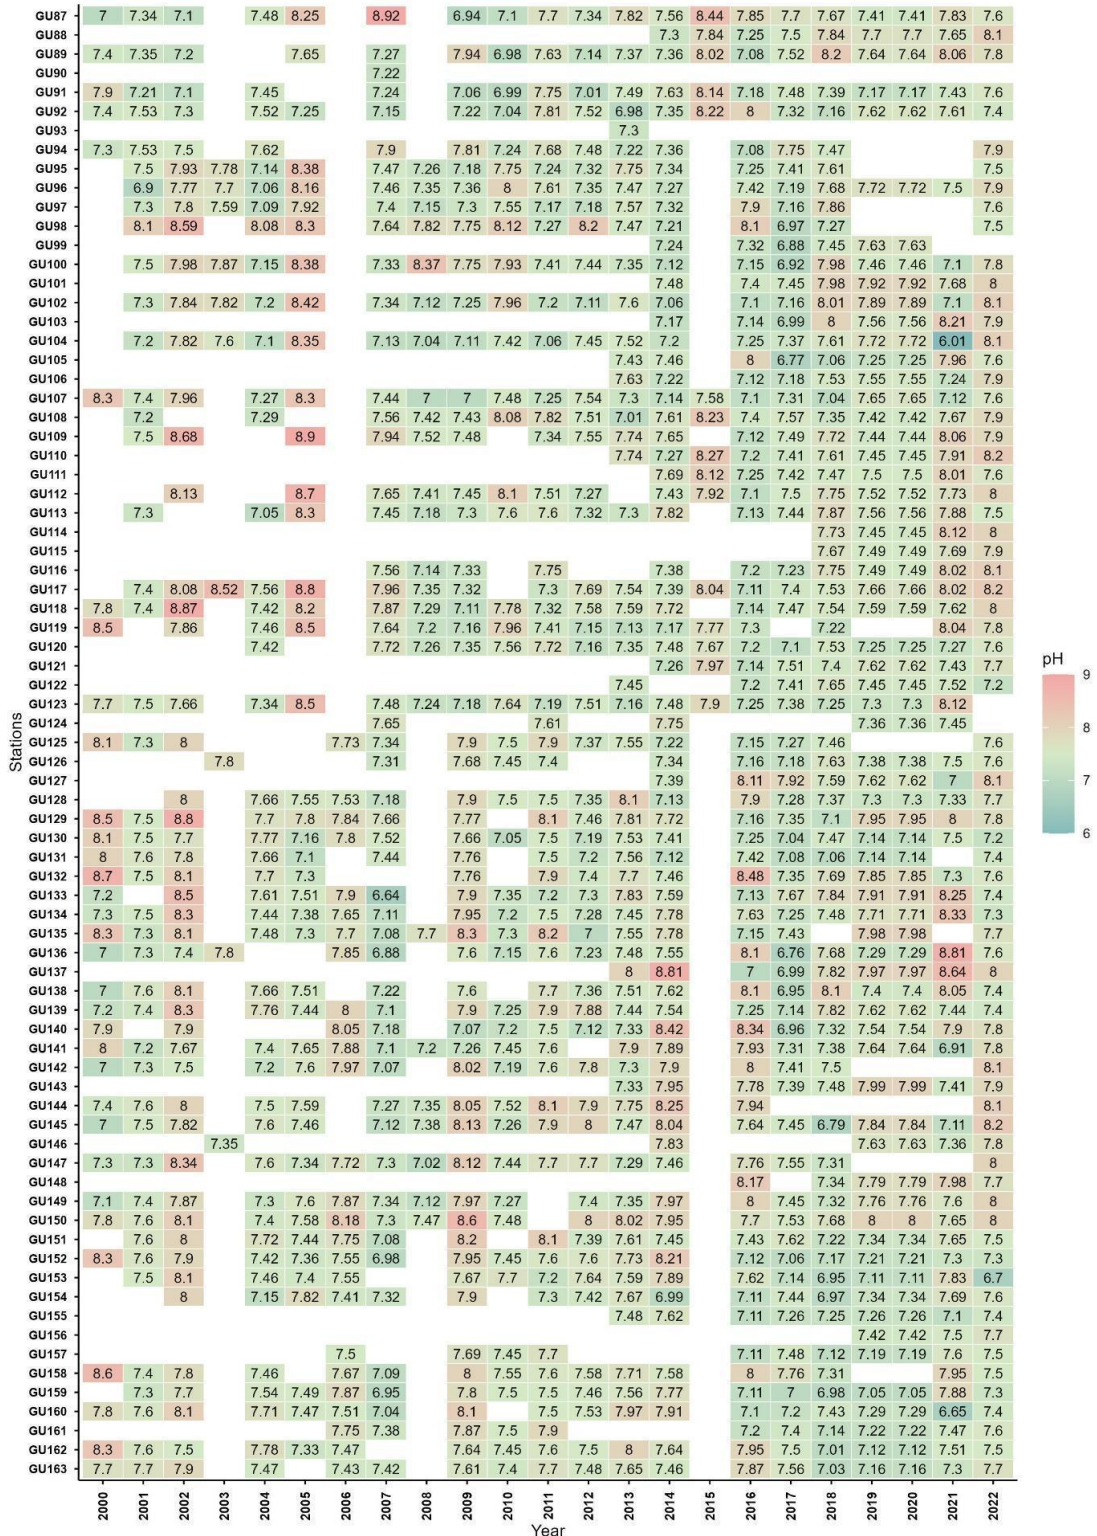 GU87 7 7.34 7.1 7.48 8.25 8.92 6.94 7.1 7.7 7.34 7.82 7.56 8.44 7.85 7.7 7.67 7.41 7.41 7.83 7.6
GU88 7.3 7.84 7.25 7.5 7.84 7.7 7.7 7.65 8.1
GU89 7.4 7.35 7.2 7.65 7.27 7.94 6.98 7.63 7.14 7.37 7.36 8.02 7.08 7.52 8.2 7.64 7.64 8.06 7.8
GU90 7.22
GU91 7.9 7.21 7.1 7.45 7.24 7.06 6.99 7.75 7.01 7.49 7.63 8.14 7.18 7.48 7.39 7.17 7.17 7.43 7.6
GU92 7.4 7.53 7.3 7.52 7.25 7.15 7.22 7.04 7.81 7.52 6.98 7.35 8.22 8 7.32 7.16 7.62 7.62 7.61 7.4
GU93 7.3
GU94 7.3 7.53 7.5 7.62 7.9 7.81 7.24 7.68 7.48 7.22 7.36 7.08 7.75 7.47 7.9
GU95 7.5 7.93 7.78 7.14 8.38 7.47 7.26 7.18 7.75 7.24 7.32 7.75 7.34 7.25 7.41 7.61 7.5
GU96 6.9 7.77 7.7 7.06 8.16 7.46 7.35 7.36 8 7.61 7.35 7.47 7.27 7.42 7.19 7.68 7.72 7.72 7.5 7.9
GU97 7.3 7.8 7.59 7.09 7.92 7.4 7.15 7.3 7.55 7.17 7.18 7.57 7.32 7.9 7.16 7.86 7.6
GU98 8.1 8.59 8.08 8.3 7.64 7.82 7.75 8.12 7.27 8.2 7.47 7.21 8.1 6.97 7.27 7.5
GU99 7.24 7.32 6.88 7.45 7.63 7.63
GU100 7.5 7.98 7.87 7.15 8.38 7.33 8.37 7.75 7.93 7.41 7.44 7.35 7.12 7.15 6.92 7.98 7.46 7.46 7.1 7.8
GU101 7.48 7.4 7.45 7.98 7.92 7.92 7.68 8
GU102 7.3 7.84 7.82 7.2 8.42 7.34 7.12 7.25 7.96 7.2 7.11 7.6 7.06 7.1 7.16 8.01 7.89 7.89 7.1 8.1
GU103 7.17 7.14 6.99 8 7.56 7.56 8.21 7.9
GU104 7.2 7.82 7.6 7.1 8.35 7.13 7.04 7.11 7.42 7.06 7.45 7.52 7.2 7.25 7.37 7.61 7.72 7.72 6.01 8.1
GU105 7.43 7.46 8 6.77 7.06 7.25 7.25 7.96 7.6
GU106 7.63 7.22 7.12 7.18 7.53 7.55 7.55 7.24 7.9
GU107 8.3 7.4 7.96 7.27 8.3 7.44 7 7 7.48 7.25 7.54 7.3 7.14 7.58 7.1 7.31 7.04 7.65 7.65 7.12 7.6
GU108 7.2 7.29 7.56 7.42 7.43 8.08 7.82 7.51 7.01 7.61 8.23 7.4 7.57 7.35 7.42 7.42 7.67 7.9
GU109 7.5 8.68 8.9 7.94 7.52 7.48 7.34 7.55 7.74 7.65 7.12 7.49 7.72 7.44 7.44 8.06 7.9
GU110 7.74 7.27 8.27 7.2 7.41 7.61 7.45 7.45 7.91 8.2
GU111 7.69 8.12 7.25 7.42 7.47 7.5 7.5 8.01 7.6
GU112 8.13 8.7 7.65 7.41 7.45 8.1 7.51 7.27 7.43 7.92 7.1 7.5 7.75 7.52 7.52 7.73 8
GU113 7.3 7.05 8.3 7.45 7.18 7.3 7.6 7.6 7.32 7.3 7.82 7.13 7.44 7.87 7.56 7.56 7.88 7.5
GU114 7.73 7.45 7.45 8.12 8
GU115 7.67 7.49 7.49 7.69 7.9
GU116 7.56 7.14 7.33 7.75 7.38 7.2 7.23 7.75 7.49 7.49 8.02 8.1
GU117 7.4 8.08 8.52 7.56 8.8 7.96 7.35 7.32 7.3 7.69 7.54 7.39 8.04 7.11 7.4 7.53 7.66 7.66 8.02 8.2
GU118 7.8 7.4 8.87 7.42 8.2 7.87 7.29 7.11 7.78 7.32 7.58 7.59 7.72 7.14 7.47 7.54 7.59 7.59 7.62 8
GU119 8.5 7.86 7.46 8.5 7.64 7.2 7.16 7.96 7.41 7.15 7.13 7.17 7.77 7.3 7.22 8.04 7.8
GU120 7.42 7.72 7.26 7.35 7.56 7.72 7.16 7.35 7.48 7.67 7.2 7.1 7.53 7.25 7.25 7.27 7.6
GU121 7.26 7.97 7.14 7.51 7.4 7.62 7.62 7.43 7.7
GU122 7.45 7.2 7.41 7.65 7.45 7.45 7.52 7.2
GU123 7.7 7.5 7.66 7.34 8.5 7.48 7.24 7.18 7.64 7.19 7.51 7.16 7.48 7.9 7.25 7.38 7.25 7.3 7.3 8.12
GU124 7.65 7.61 7.75 7.36 7.36 7.45
GU125 8.1 7.3 8 7.73 7.34 7.9 7.5 7.9 7.37 7.55 7.22 7.15 7.27 7.46 7.6
GU126 7.8 7.31 7.68 7.45 7.4 7.34 7.16 7.18 7.63 7.38 7.38 7.5 7.6
GU127 7.39 8.11 7.92 7.59 7.62 7.62 7 8.1
GU128 8 7.66 7.55 7.53 7.18 7.9 7.5 7.5 7.35 8.1 7.13 7.9 7.28 7.37 7.3 7.3 7.33 7.7
GU129 8.5 7.5 8.8 7.7 7.8 7.84 7.66 7.77 8.1 7.46 7.81 7.72 7.16 7.35 7.1 7.95 7.95 8 7.8
GU130 8.1 7.5 7.7 7.77 7.16 7.8 7.52 7.66 7.05 7.5 7.19 7.53 7.41 7.25 7.04 7.47 7.14 7.14 7.5 7.2
GU131 8 7.6 7.8 7.66 7.1 7.44 7.76 7.5 7.2 7.56 7.12 7.42 7.08 7.06 7.14 7.14 7.4
GU132 8.7 7.5 8.1 7.7 7.3 7.76 7.9 7.4 7.7 7.46 8.48 7.35 7.69 7.85 7.85 7.3 7.6
GU133 7.2 8.5 7.61 7.51 7.9 6.64 7.9 7.35 7.2 7.3 7.83 7.59 7.13 7.67 7.84 7.91 7.91 8.25 7.4
GU134 7.3 7.5 8.3 7.44 7.38 7.65 7.11 7.95 7.2 7.5 7.28 7.45 7.78 7.63 7.25 7.48 7.71 7.71 8.33 7.3
GU135 8.3 7.3 8.1 7.48 7.3 7.7 7.08 7.7 8.3 7.3 8.2 7 7.55 7.78 7.15 7.43 7.98 7.98 7.7
GU136 7 7.3 7.4 7.8 7.85 6.88 7.6 7.15 7.6 7.23 7.48 7.55 8.1 6.76 7.68 7.29 7.29 8.81 7.6
GU137 8 8.81 7 6.99 7.82 7.97 7.97 8.64 8
GU138 7 7.6 8.1 7.66 7.51 7.22 7.6 7.7 7.36 7.51 7.62 8.1 6.95 8.1 7.4 7.4 8.05 7.4
GU139 7.2 7.4 8.3 7.76 7.44 8 7.1 7.9 7.25 7.9 7.88 7.44 7.54 7.25 7.14 7.82 7.62 7.62 7.44 7.4
GU140 7.9 7.9 8.05 7.18 7.07 7.2 7.5 7.12 7.33 8.42 8.34 6.96 7.32 7.54 7.54 7.9 7.8
GU141 8 7.2 7.67 7.4 7.65 7.88 7.1 7.2 7.26 7.45 7.6 7.9 7.89 7.93 7.31 7.38 7.64 7.64 6.91 7.8
GU142 7 7.3 7.5 7.2 7.6 7.97 7.07 8.02 7.19 7.6 7.8 7.3 7.9 8 7.41 7.5 8.1
GU143 7.33 7.95 7.78 7.39 7.48 7.99 7.99 7.41 7.9
GU144 7.4 7.6 8 7.5 7.59 7.27 7.35 8.05 7.52 8.1 7.9 7.75 8.25 7.94 8.1
GU145 7 7.5 7.82 7.6 7.46 7.12 7.38 8.13 7.26 7.9 8 7.47 8.04 7.64 7.45 6.79 7.84 7.84 7.11 8.2
GU146 7.35 7.83 7.63 7.63 7.36 7.8
GU147 7.3 7.3 8.34 7.6 7.34 7.72 7.3 7.02 8.12 7.44 7.7 7.7 7.29 7.46 7.76 7.55 7.31 8
GU148 8.17 7.34 7.79 7.79 7.98 7.7
GU149 7.1 7.4 7.87 7.3 7.6 7.87 7.34 7.12 7.97 7.27 7.4 7.35 7.97 8 7.45 7.32 7.76 7.76 7.6 8
GU150 7.8 7.6 8.1 7.4 7.58 8.18 7.3 7.47 8.6 7.48 8 8.02 7.95 7.7 7.53 7.68 8 8 7.65 8
GU151 7.6 8 7.72 7.44 7.75 7.08 8.2 8.1 7.39 7.61 7.45 7.43 7.62 7.22 7.34 7.34 7.65 7.5
GU152 8.3 7.6 7.9 7.42 7.36 7.55 6.98 7.95 7.45 7.6 7.6 7.73 8.21 7.12 7.06 7.17 7.21 7.21 7.3 7.3
GU153 7.5 8.1 7.46 7.4 7.55 7.67 7.7 7.2 7.64 7.59 7.89 7.62 7.14 6.95 7.11 7.11 7.83 6.7
GU154 8 7.15 7.82 7.41 7.32 7.9 7.3 7.42 7.67 6.99 7.11 7.44 6.97 7.34 7.34 7.69 7.6
GU155 7.48 7.62 7.11 7.26 7.25 7.26 7.26 7.1 7.4
GU156 7.42 7.42 7.5 7.7
GU157 7.5 7.69 7.45 7.7 7.11 7.48 7.12 7.19 7.19 7.6 7.5
GU158 8.6 7.4 7.8 7.46 7.67 7.09 8 7.55 7.6 7.58 7.71 7.58 8 7.76 7.31 7.95 7.5
GU159 7.3 7.7 7.54 7.49 7.87 6.95 7.8 7.5 7.5 7.46 7.56 7.77 7.11 7 6.98 7.05 7.05 7.88 7.3
GU160 7.8 7.6 8.1 7.71 7.47 7.51 7.04 8.1 7.5 7.53 7.97 7.91 7.1 7.2 7.43 7.29 7.29 6.65 7.4
GU161 7.75 7.38 7.87 7.5 7.9 7.2 7.4 7.14 7.22 7.22 7.47 7.6
GU162 8.3 7.6 7.5 7.78 7.33 7.47 7.64 7.45 7.6 7.5 8 7.64 7.95 7.5 7.01 7.12 7.12 7.51 7.5
GU163 7.7 7.7 7.9 7.47 7.43 7.42 7.61 7.4 7.7 7.48 7.65 7.46 7.87 7.56 7.03 7.16 7.16 7.3 7.7
2000 2001 2002 2003 2004 2005 2006 2007 2008 2009 2010 2011 2012 2013 2014 2015 2016 2017 2018 2019 2020 2021 2022
Year
Stations
pH
9
8
7
6